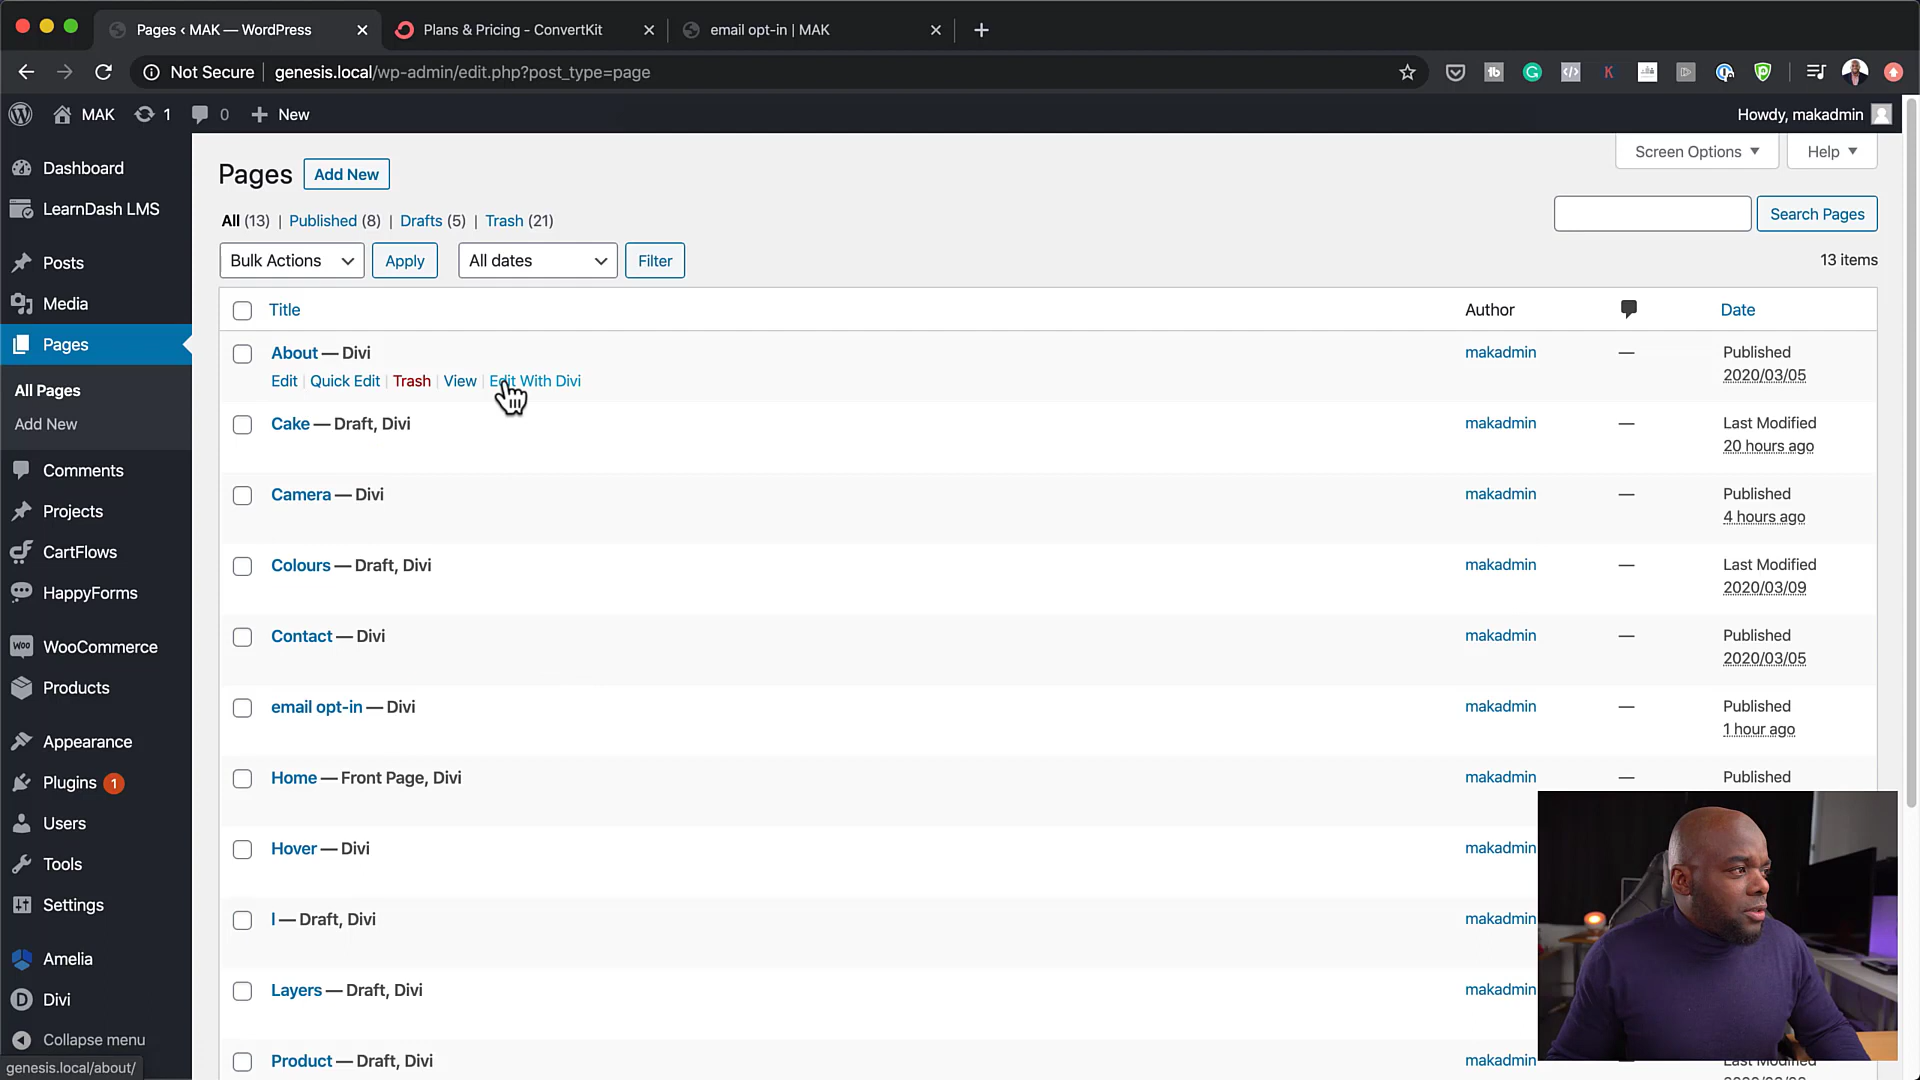 Pages ‹ MAK — WordPress
Plans & Pricing - ConvertKit
email opt-in | MAK
Not Secure
genesis.local/wp-admin/edit.php?post_type=page
MAK
1
0
New
Howdy, makadmin
Dashboard
LearnDash LMS
Posts
Media
Pages
All Pages
Add New
Comments
Projects
CartFlows
HappyForms
WooCommerce
Products
Appearance
Plugins 1
Users
Tools
Settings
Amelia
Divi
Collapse menu
genesis.local/about/
Pages Add New
Screen Options
Help
All (13) | Published (8) | Drafts (5) | Trash (21)
Search Pages
Bulk Actions Apply All dates Filter
13 items
Title Author Date
About — Divi makadmin — Published
Edit | Quick Edit | Trash | View | Edit With Divi 2020/03/05
Cake — Draft, Divi makadmin — Last Modified
20 hours ago
Camera — Divi makadmin — Published
4 hours ago
Colours — Draft, Divi makadmin — Last Modified
2020/03/09
Contact — Divi makadmin — Published
2020/03/05
email opt-in — Divi makadmin — Published
1 hour ago
Home — Front Page, Divi makadmin — Published
Hover — Divi makadmin
I — Draft, Divi makadmin
Layers — Draft, Divi makadmin
Product — Draft, Divi makadmin